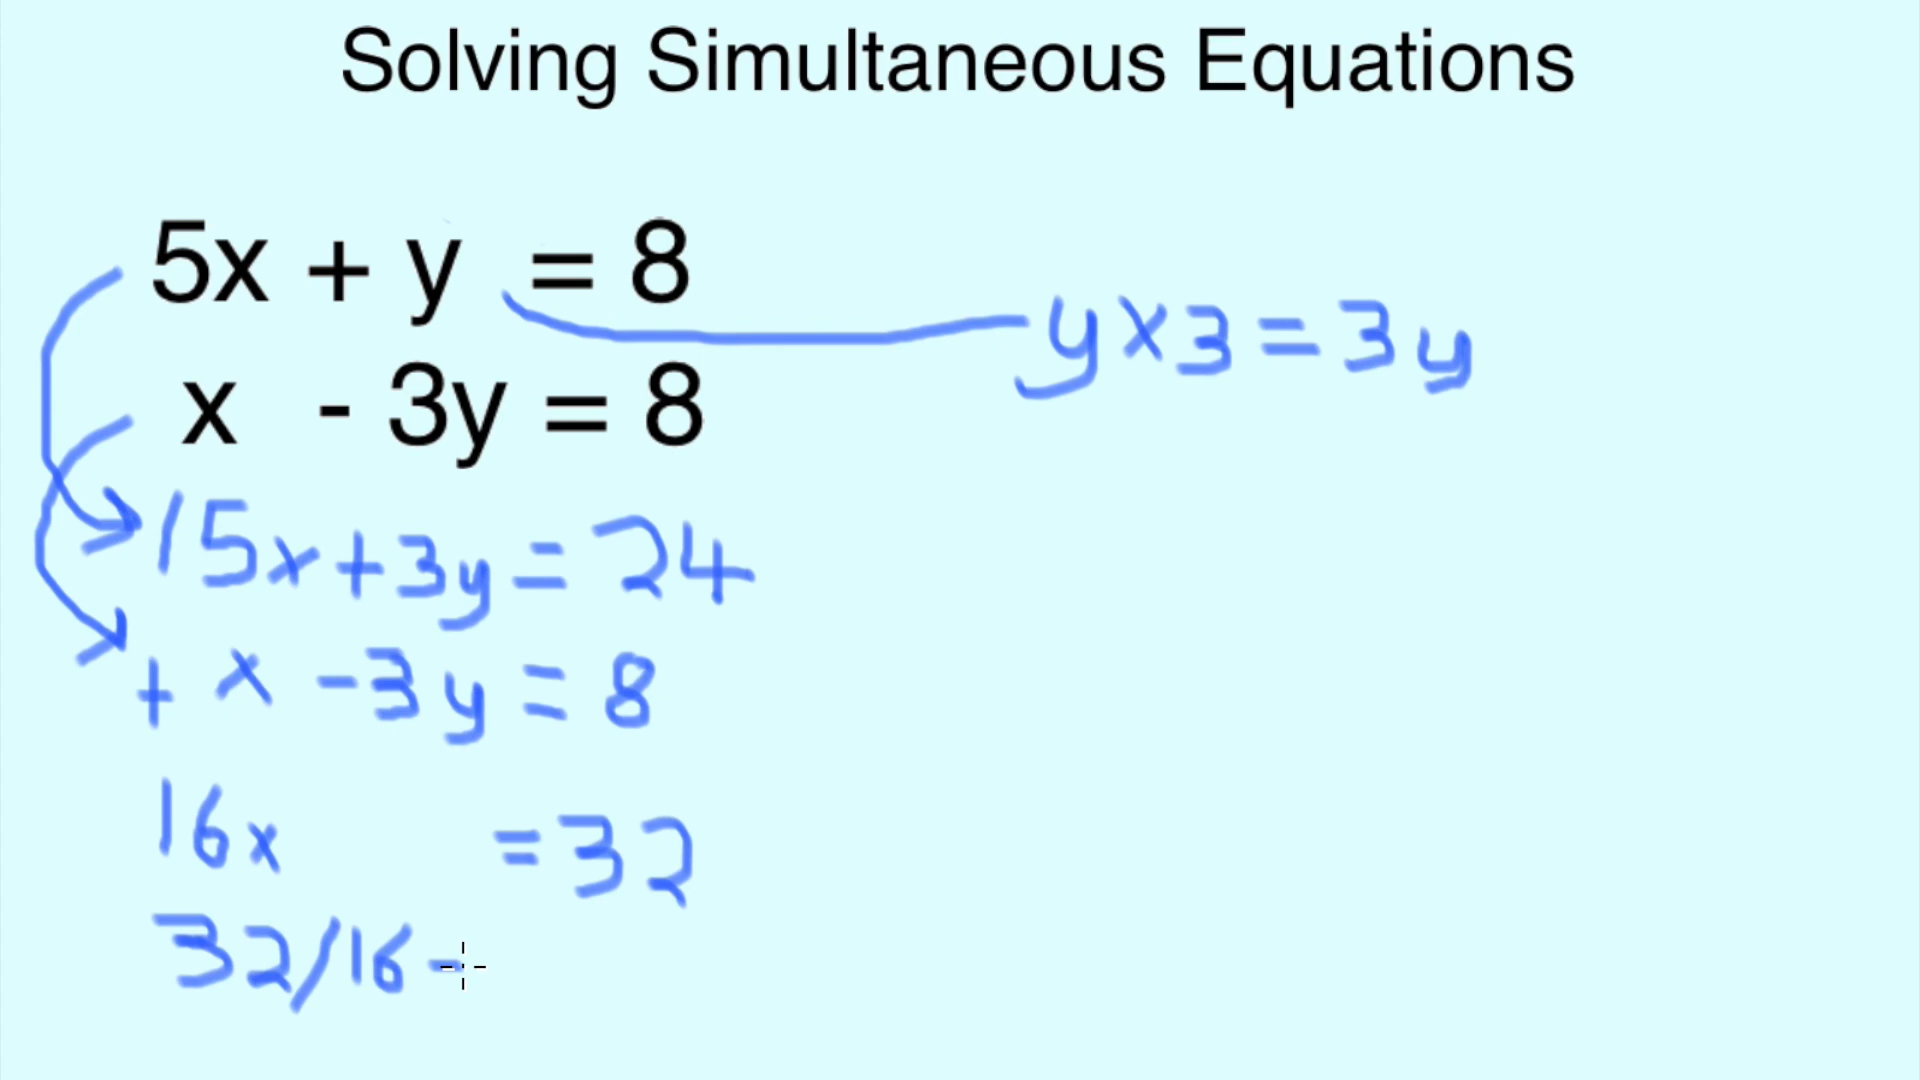 Solving Simultaneous Equations
5x + y = 8
y x 3 = 3y
x - 3y = 8
15x + 3y = 24
+ x - 3y = 8
16x = 32
32/16 -